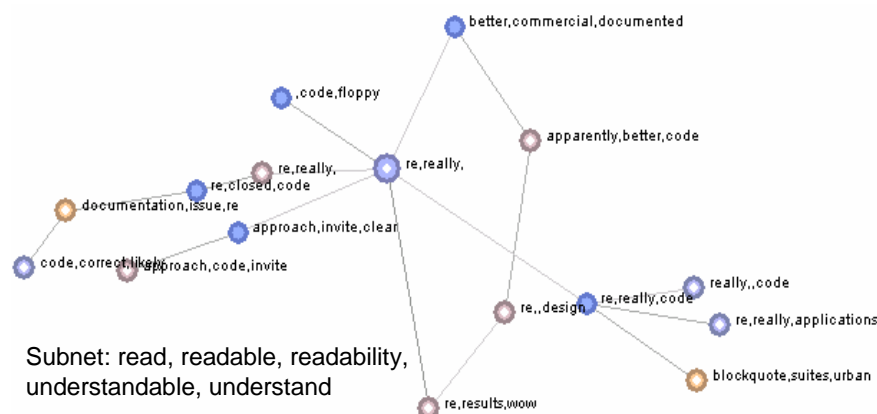 better,commercial,documented
,code,floppy
apparently,better,code
re,really,
re,really,
re,closed,code
documentation,issue,re
approach,invite,clear
code,correct,likely
approach,code,invite
really,,code
re,really,code
re,,design
re,really,applications
Subnet: read, readable, readability,
understandable, understand
blockquote,suites,urban
re,results,wow